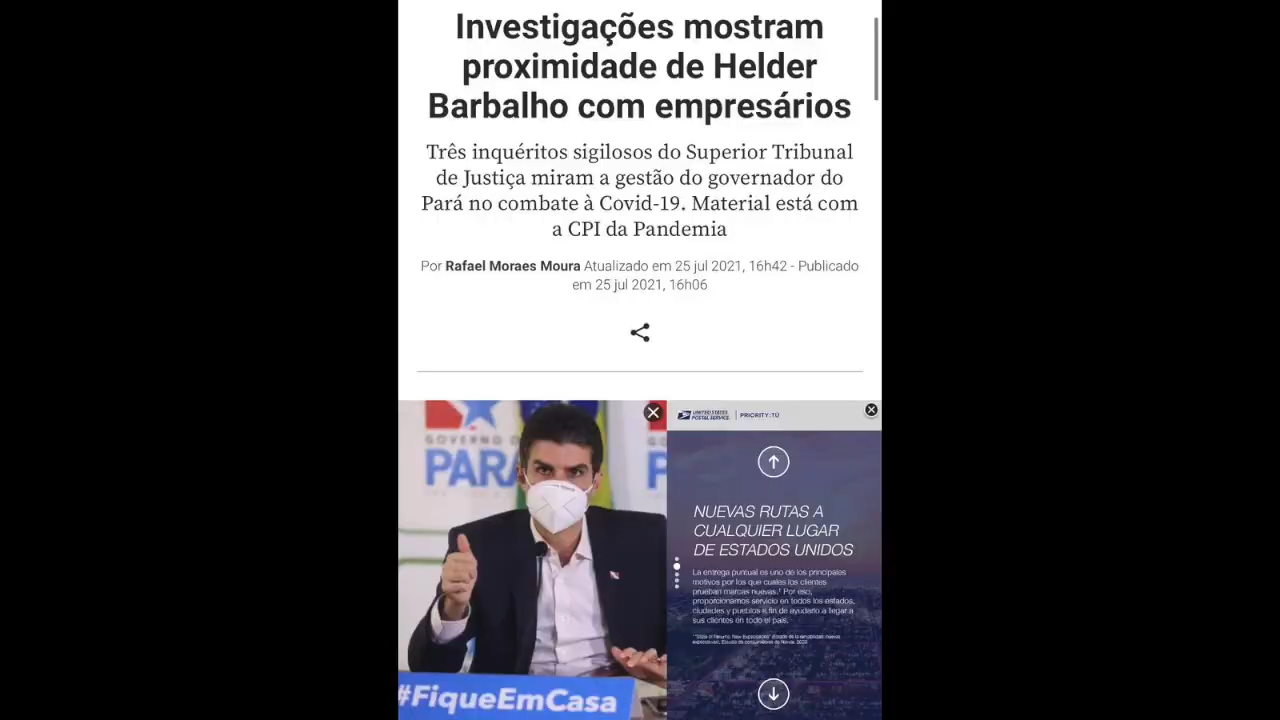 Investigações mostram
proximidade de Helder
Barbalho com empresários
Três inquéritos sigilosos do Superior Tribunal
de Justiça miram a gestão do governador do
Pará no combate à Covid-19. Material está com
a CPI da Pandemia
Por Rafael Moraes Moura Atualizado em 25 jul 2021, 16h42 - Publicado
em 25 jul 2021, 16h06
GOVERNO D
PARÁ
#FiqueEmCasa
UNITED STATES
POTAL SERVICE.
PRIORITY:TÚ
NUEVAS RUTAS A
CUALQUIER LUGAR
DE ESTADOS UNIDOS
La entrega puntual es uno de los principales
motivos por los que cuales los clientes
prueban marcas nuevas.¹ Por eso,
proporcionamos servicio en todos los estados,
ciudades y pueblos a fin de ayudarlo a llegar a
sus clientes en todo el país.